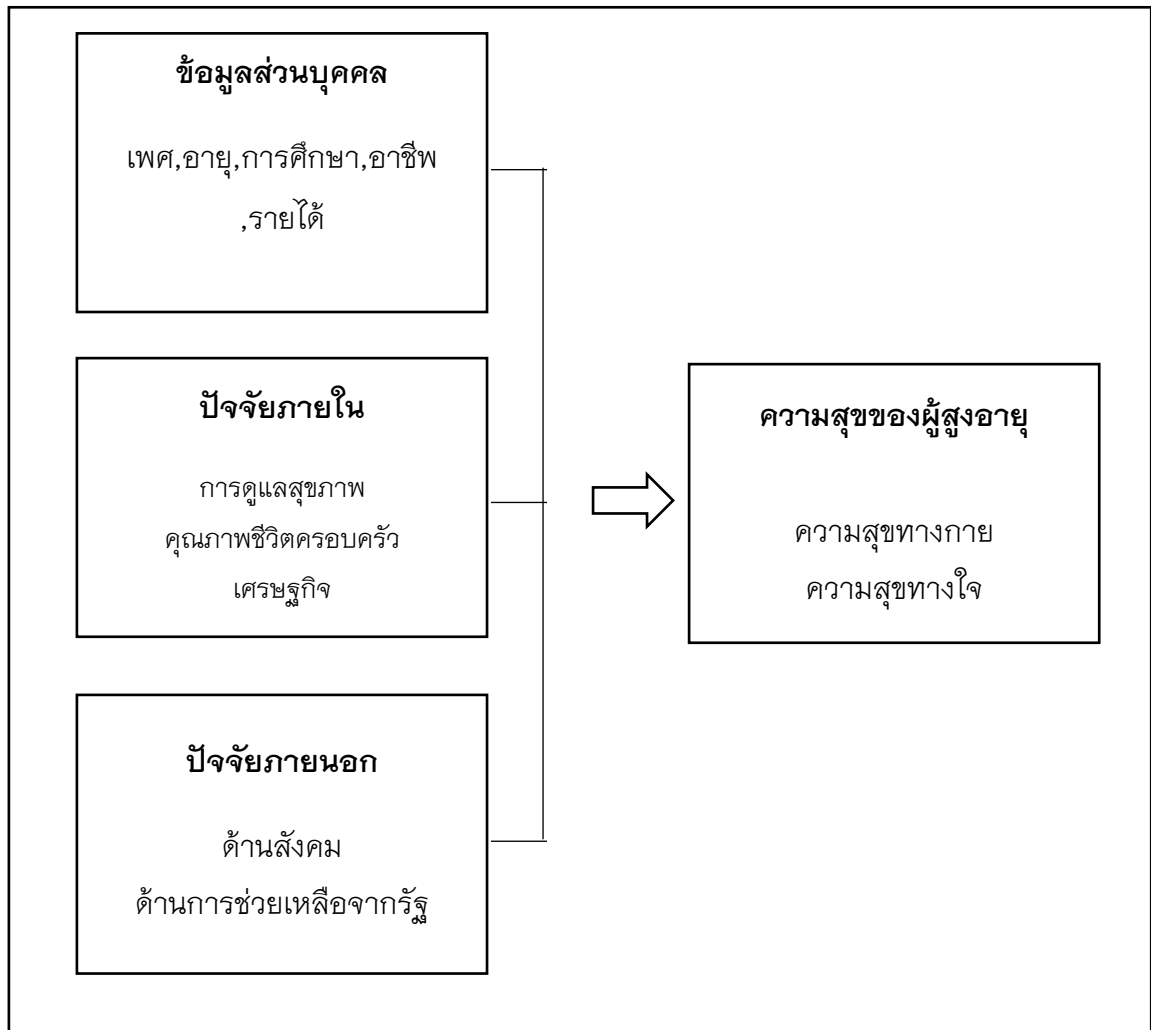 ข้อมูลส่วนบุคคล
เพศ,อายุ,การศึกษา,อาชีพ
,รายได้
ปัจจัยภายใน
การดูแลสุขภาพ
คุณภาพชีวิตครอบครัว
เศรษฐกิจ
ปัจจัยภายนอก
ด้านสังคม
ด้านการช่วยเหลือจากรัฐ
ความสุขของผู้สูงอายุ
ความสุขทางกาย
ความสุขทางใจ